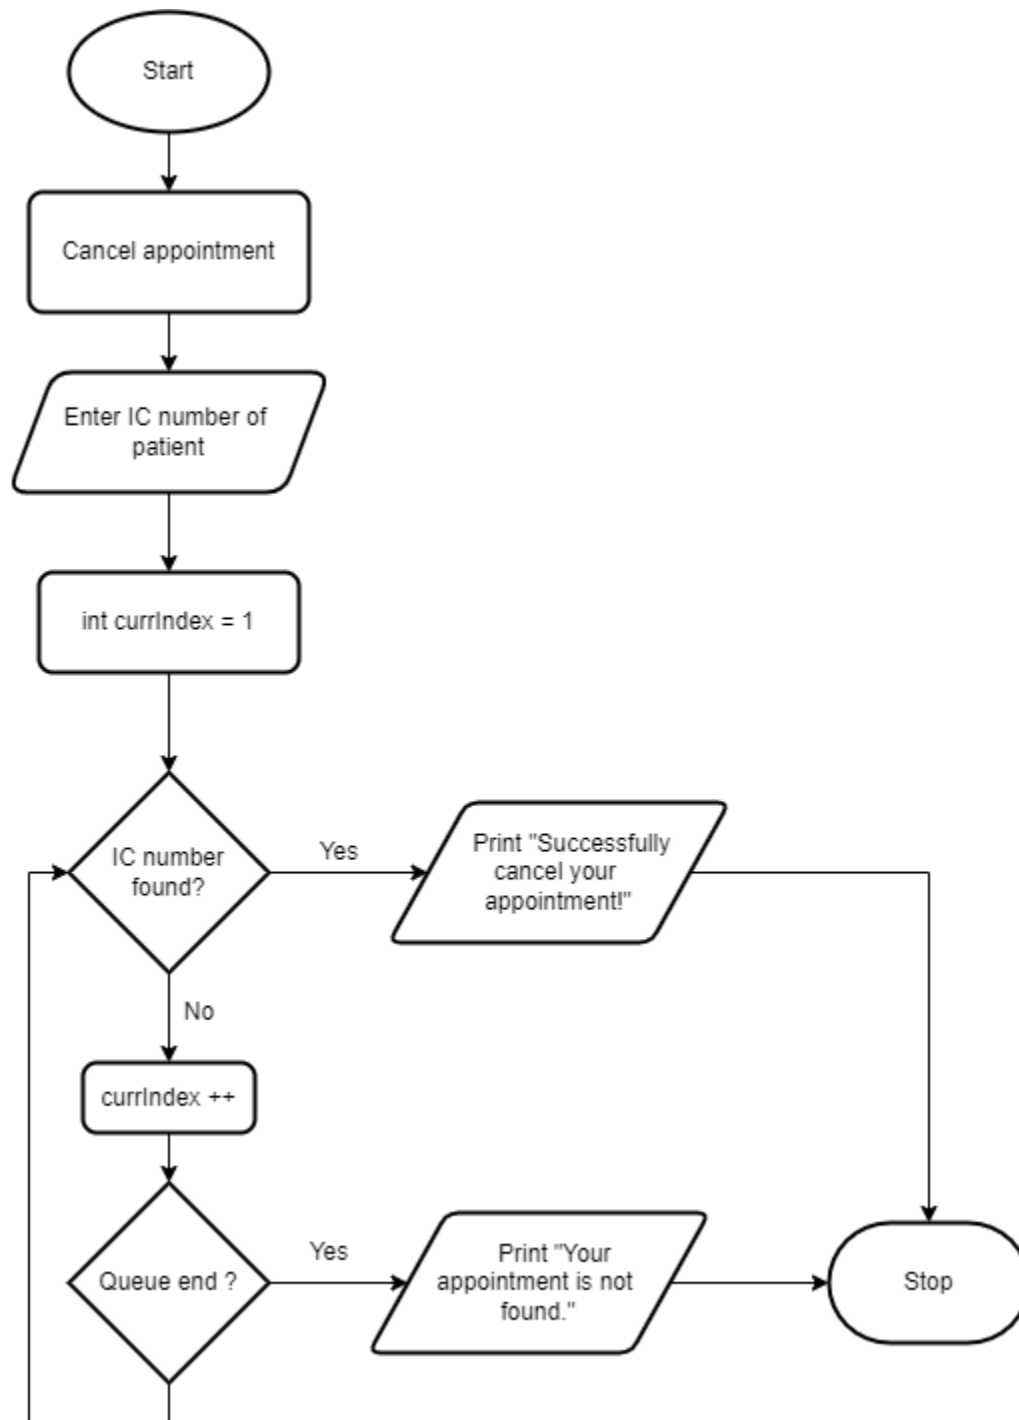 Start
Cancel appointment
Enter IC number of
patient
int currIndex = 1
IC number
found?
Yes
Print "Successfully
cancel your
appointment!"
No
currIndex ++
Queue end ?
Yes
Print "Your
appointment is not
found."
Stop